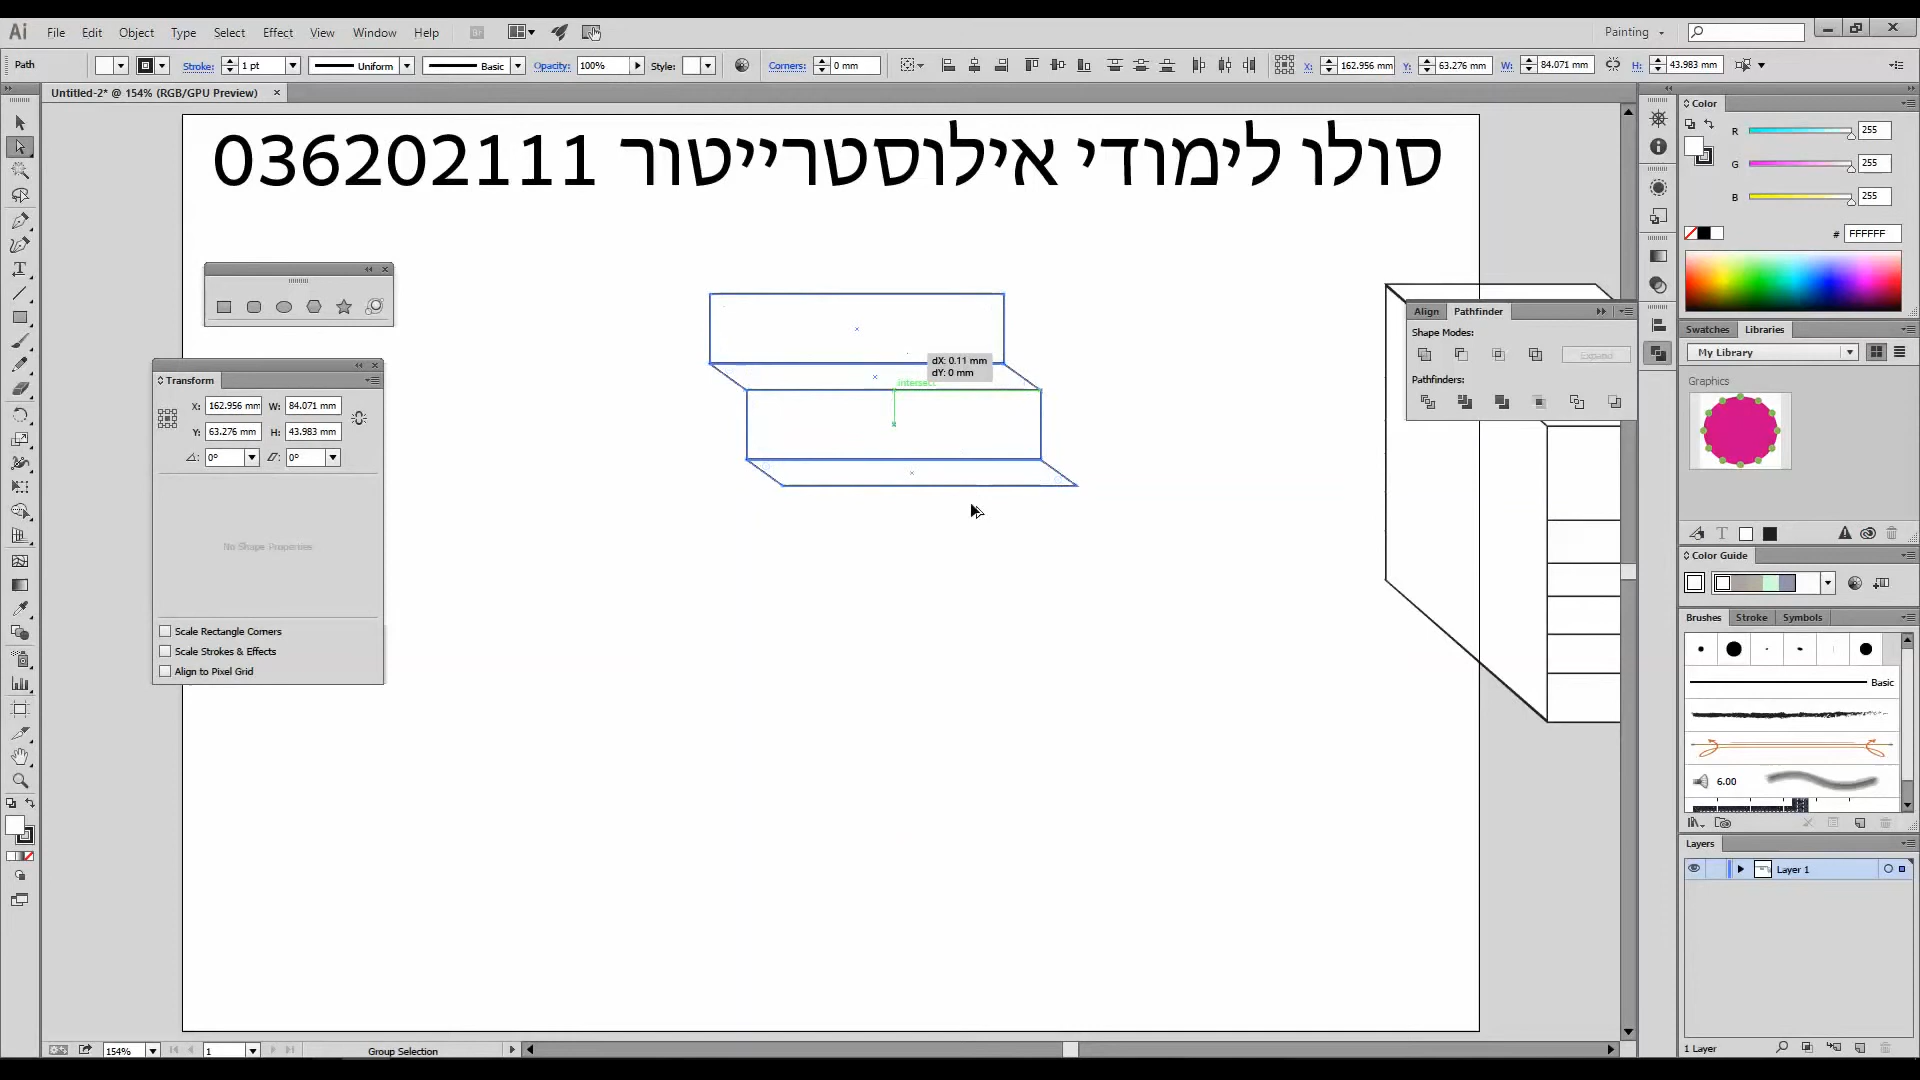 Ai File Edit Object Type Select Effect View Window Help Br Painting
Path Stroke: 1 pt Uniform Basic Opacity: 100% Style: Corners: 0 mm X: 162.956 mm Y: 63.276 mm W: 84.071 mm H: 43.983 mm
Untitled-2* @ 154% (RGB/GPU Preview) ×
סולו לימודי אילוסטרייטור 036202111
Transform
X: 162.956 mm W: 84.071 mm
Y: 63.276 mm H: 43.983 mm
0° 0°
No Shape Properties
Scale Rectangle Corners
Scale Strokes & Effects
Align to Pixel Grid
dX: 0.11 mm
dY: 0 mm
intersect
Align Pathfinder
Shape Modes:
Expand
Pathfinders:
Color
R 255
G 255
B 255
# FFFFFF
Swatches Libraries
My Library
Graphics
Color Guide
Brushes Stroke Symbols
Basic
6.00
Layers
Layer 1
1 Layer
154% 1 Group Selection